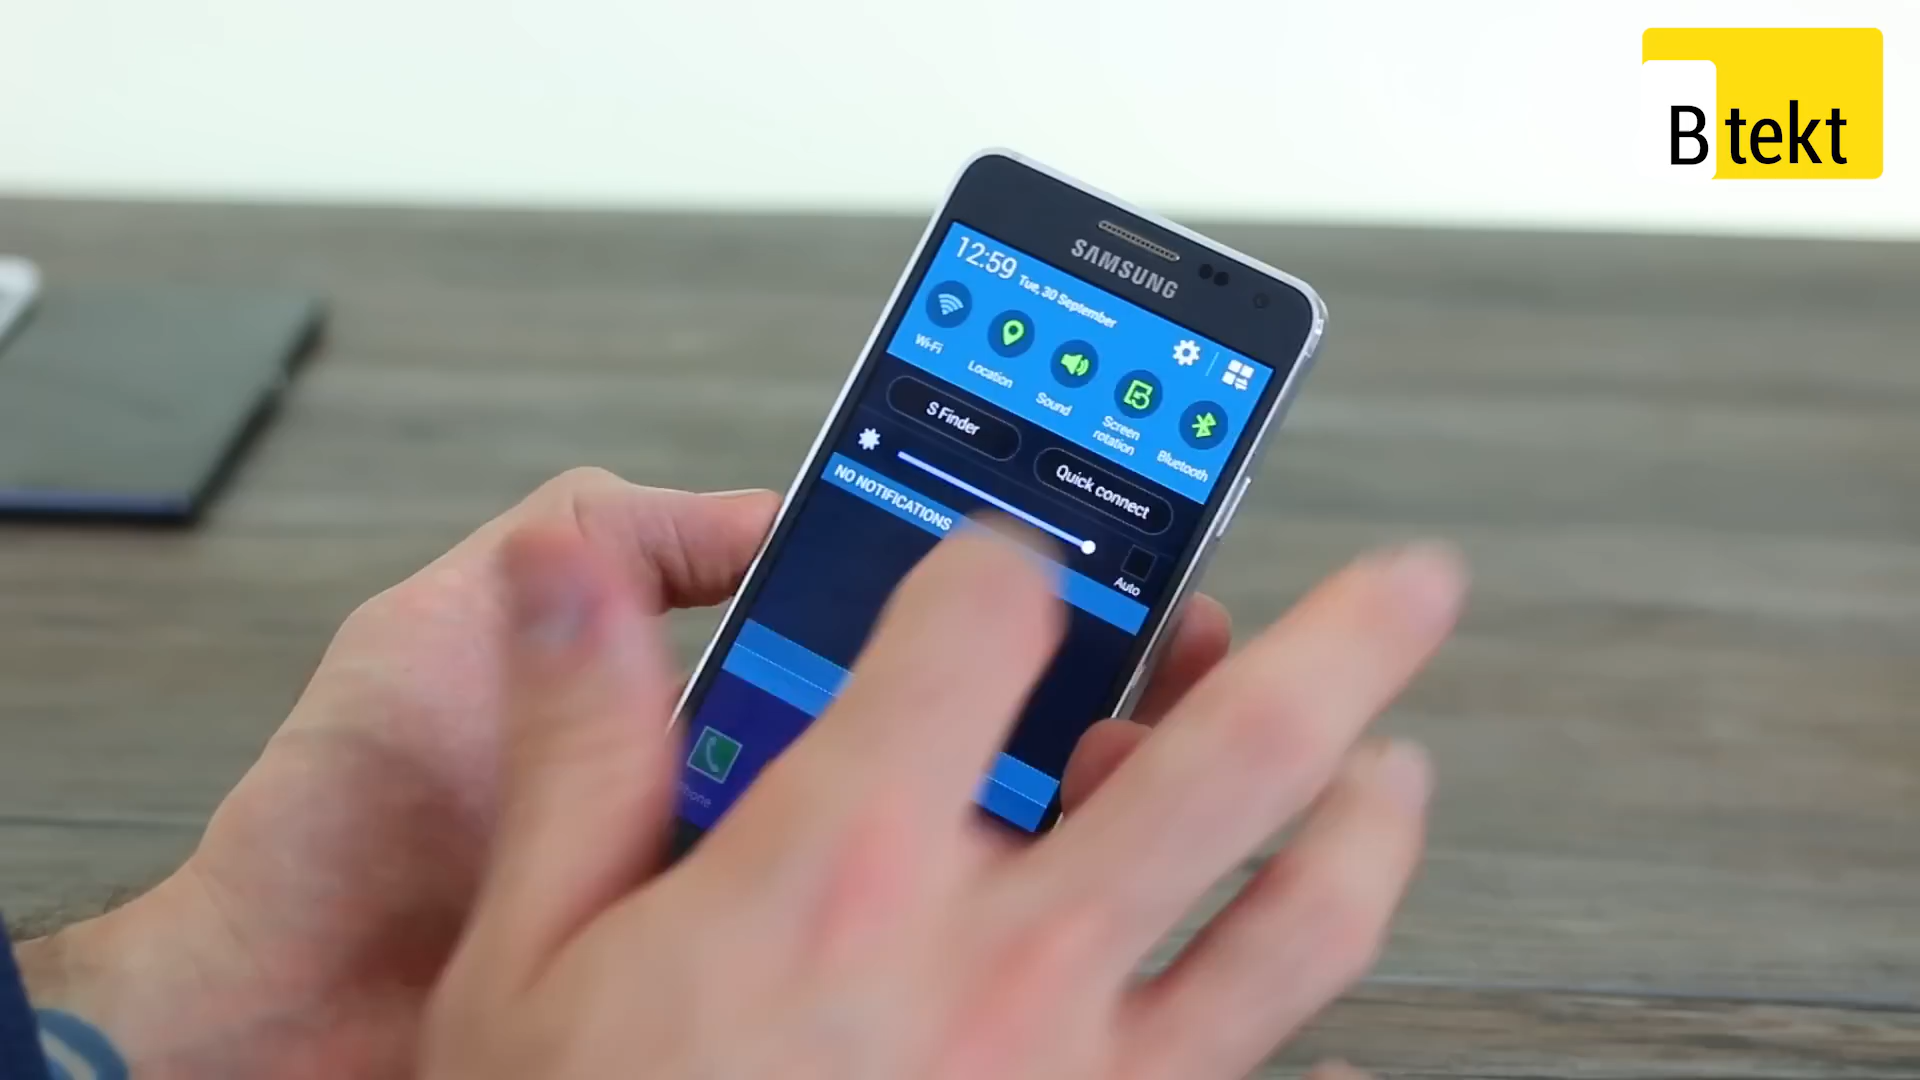 B tekt
SAMSUNG
12:59 Tue, 30 September
Wi-Fi
Location
Sound
Screen
rotation
Bluetooth
S Finder
Quick connect
Auto
NO NOTIFICATIONS